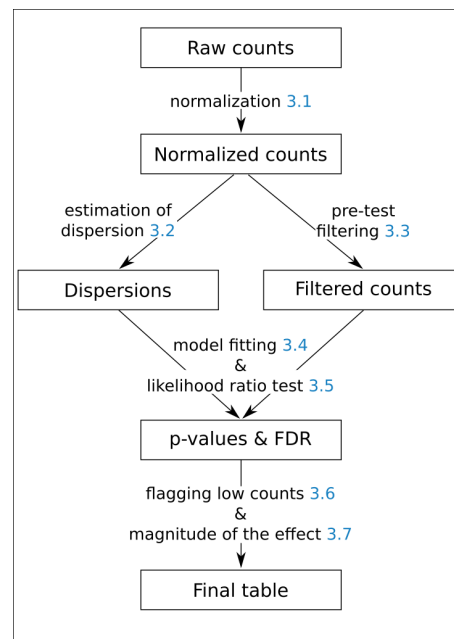 Raw counts
normalization 3.1
Normalized counts
estimation of
dispersion 3.2
pre-test
filtering 3.3
Dispersions
Filtered counts
model fitting 3.4
&
likelihood ratio test 3.5
p-values & FDR
flagging low counts 3.6
&
magnitude of the effect 3.7
Final table